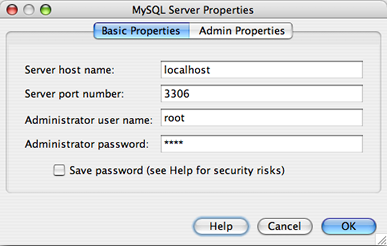 MySQL Server Properties
Basic Properties Admin Properties
Server host name: localhost
Server port number: 3306
Administrator user name: root
Administrator password: ****
Save password (see Help for security risks)
Help Cancel OK